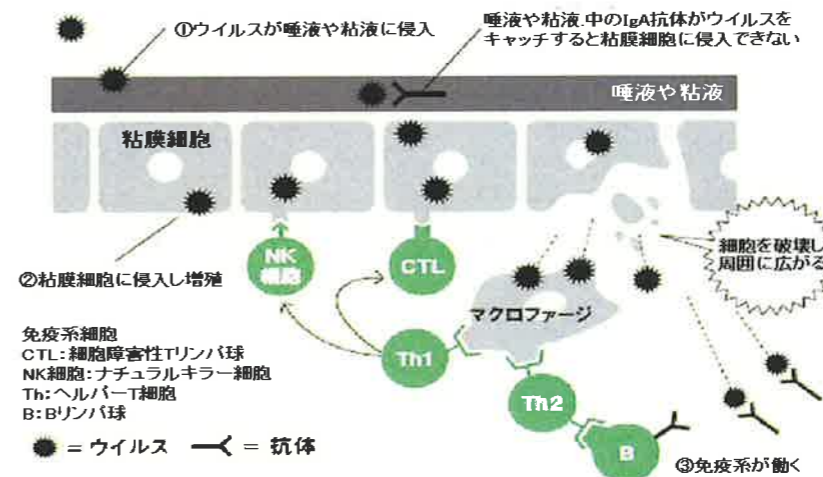 ①ウイルスが唾液や粘液に侵入
唾液や粘液.中のIgA抗体がウイルスを
キャッチすると粘膜細胞に侵入できない
唾液や粘液
粘膜細胞
NK
細胞
CTL
細胞を破壊し
周囲に広がる
②粘膜細胞に侵入し増殖
マクロファージ
Th1
免疫系細胞
CTL:細胞障害性Tリンパ球
NK細胞:ナチュラルキラー細胞
Th:ヘルパーT細胞
B:Bリンパ球
Th2
= ウイルス
= 抗体
B
③免疫系が働く